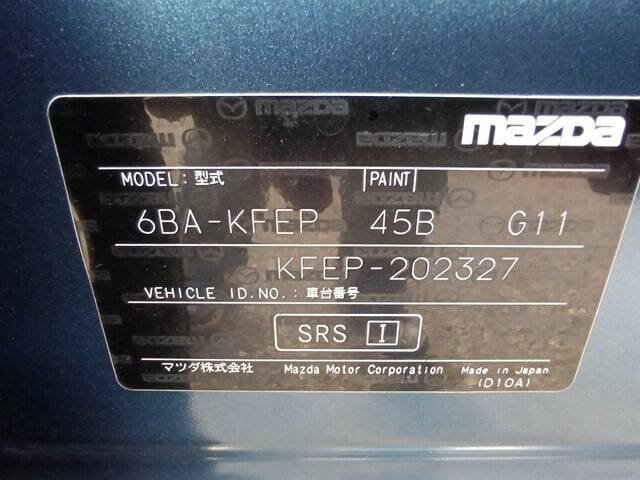 mazda
MODEL:型式 PAINT
6BA-KFEP 45B G11
KFEP-202327
VEHICLE ID.NO.:車台番号
SRS I
マツダ株式会社 Mazda Motor Corporation Made in Japan
(D10A)